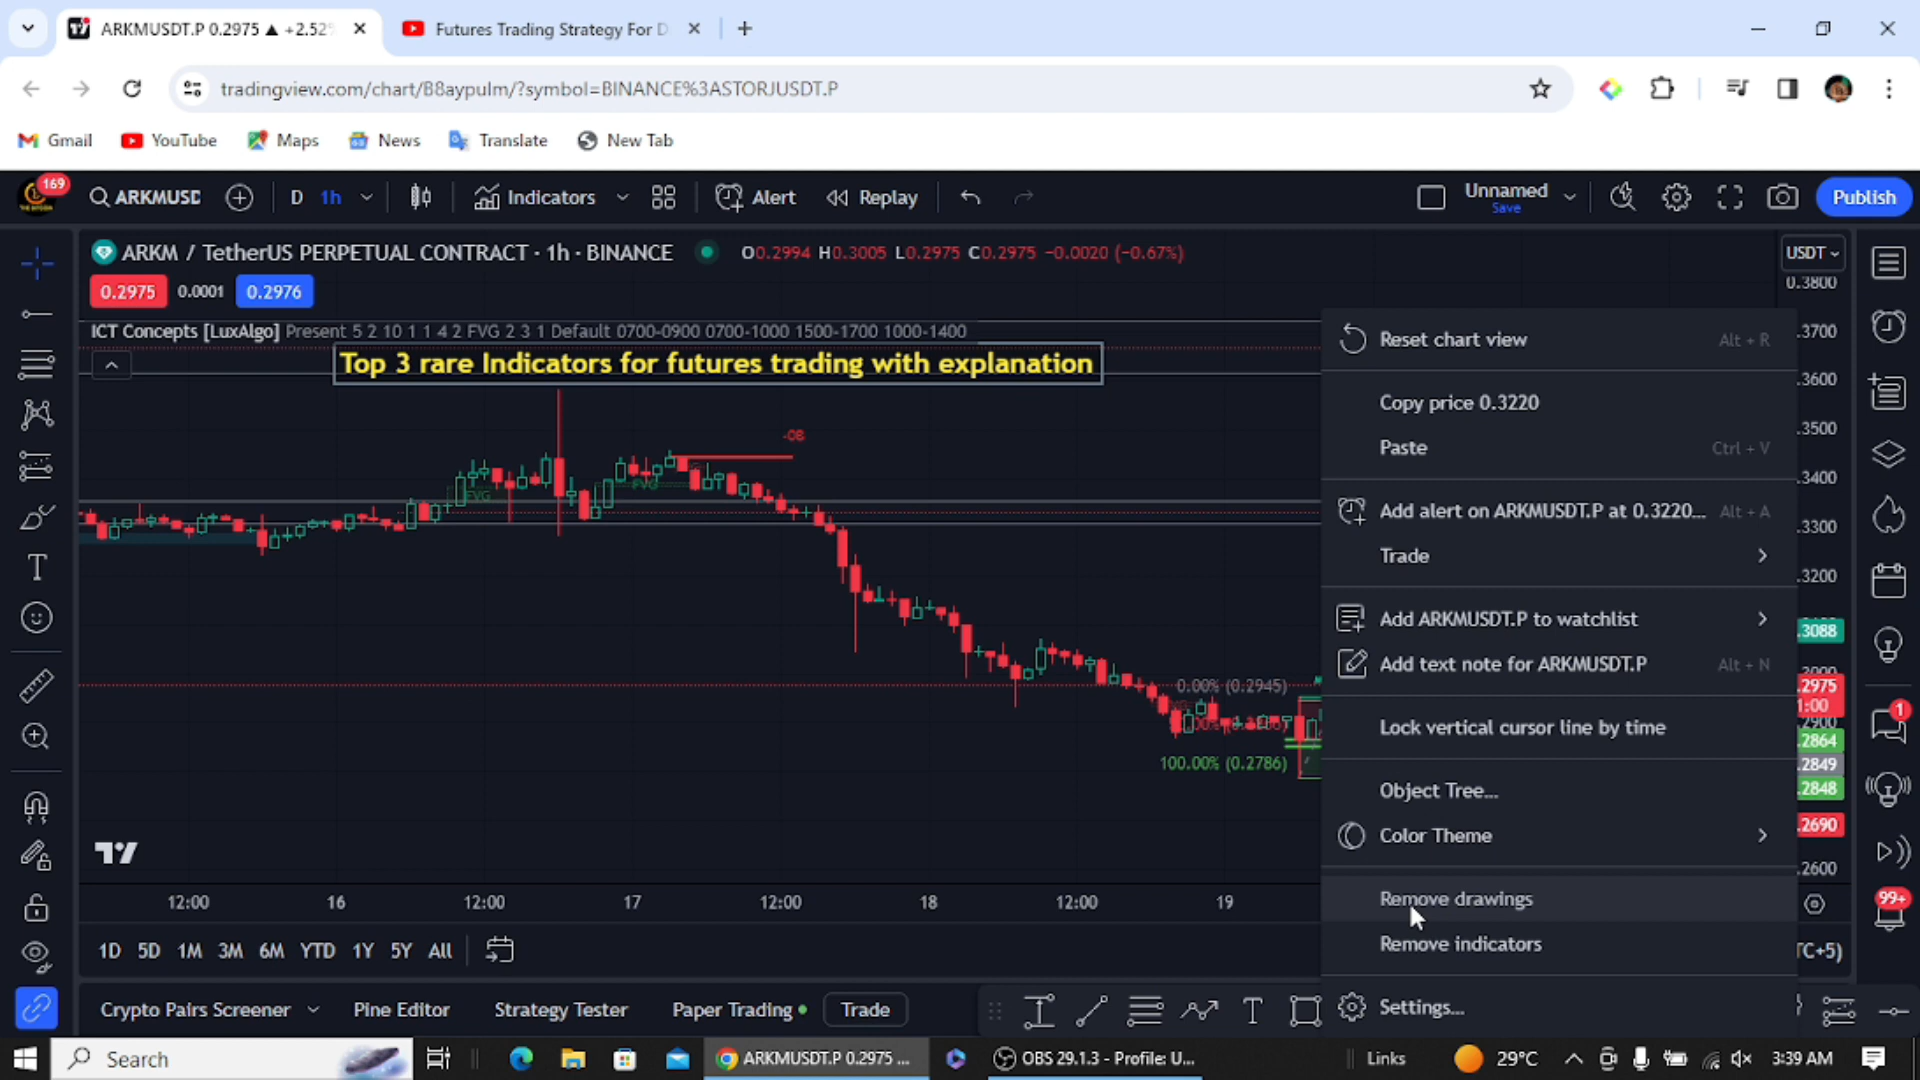 ARKMUSDT.P 0.2975 ▲ +2.52%
Futures Trading Strategy For D
tradingview.com/chart/B8aypulm/?symbol=BINANCE%3ASTORJUSDT.P
Gmail
YouTube
Maps
News
Translate
New Tab
169
ARKMUSD
D
1h
Indicators
Alert
Replay
Unnamed
Save
Publish
ARKM / TetherUS PERPETUAL CONTRACT · 1h · BINANCE
O0.2994 H0.3005 L0.2975 C0.2975 −0.0020 (−0.67%)
USDT
0.3800
0.2975
0.0001
0.2976
ICT Concepts [LuxAlgo] Present 5 2 10 1 1 4 2 FVG 2 3 1 Default 0700-0900 0700-1000 1500-1700 1000-1400
Top 3 rare Indicators for futures trading with explanation
-OB
FVG
FVG
0.00% (0.2945)
100.00% (0.2786)
Reset chart view Alt + R
Copy price 0.3220
Paste Ctrl + V
Add alert on ARKMUSDT.P at 0.3220... Alt + A
Trade
Add ARKMUSDT.P to watchlist
Add text note for ARKMUSDT.P Alt + N
Lock vertical cursor line by time
Object Tree...
Color Theme
Remove drawings
Remove indicators
Settings...
.3700
.3600
.3500
.3400
.3300
.3200
.3088
.2975
1:00
.2900
.2864
.2849
.2848
.2690
.2600
1
99+
12:00
16
12:00
17
12:00
18
12:00
19
1D 5D 1M 3M 6M YTD 1Y 5Y All
TC+5)
Crypto Pairs Screener
Pine Editor
Strategy Tester
Paper Trading
Trade
Search
ARKMUSDT.P 0.2975 ...
OBS 29.1.3 - Profile: U...
Links
29°C
3:39 AM